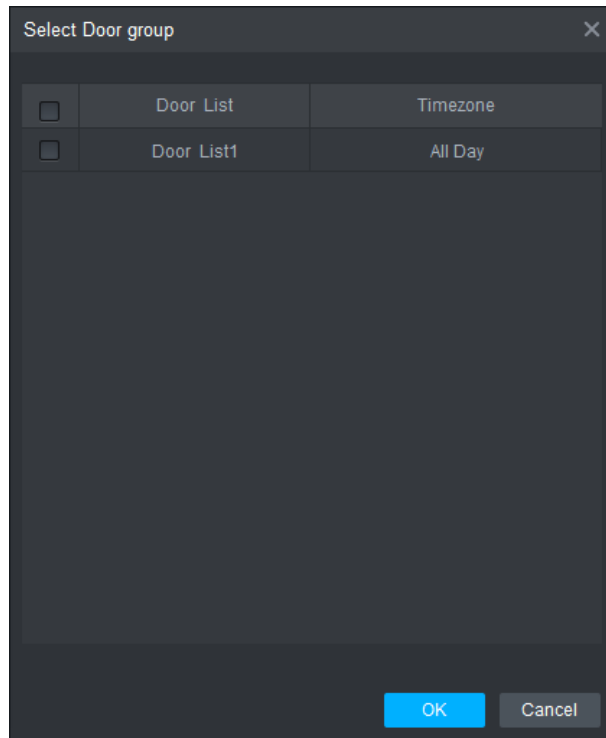 Select Door group
Door List Timezone
Door List1 All Day
OK Cancel